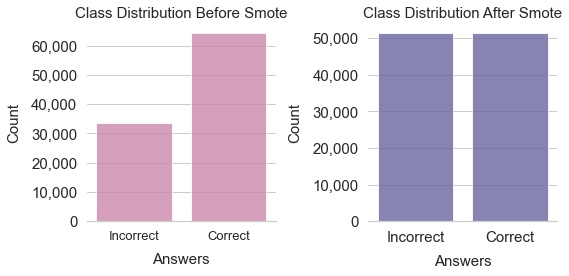 Class Distribution Before Smote
60,000
50,000
40,000
30,000
20,000
10,000
0
Count
Incorrect
Correct
Answers
Class Distribution After Smote
50,000
40,000
30,000
20,000
10,000
0
Count
Incorrect
Correct
Answers